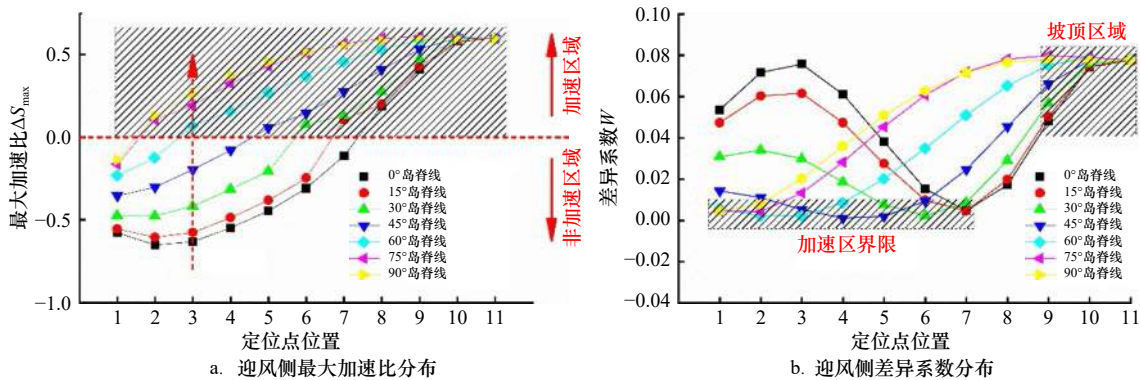 最大加速比ΔSmax
0.5
0.0
−0.5
−1.0
1 2 3 4 5 6 7 8 9 10 11
定位点位置
加速区域
非加速区域
0°岛脊线
15°岛脊线
30°岛脊线
45°岛脊线
60°岛脊线
75°岛脊线
90°岛脊线
a. 迎风侧最大加速比分布
差异系数W
0.10
0.08
0.06
0.04
0.02
0.00
−0.02
−0.04
1 2 3 4 5 6 7 8 9 10 11
定位点位置
坡顶区域
加速区界限
0°岛脊线
15°岛脊线
30°岛脊线
45°岛脊线
60°岛脊线
75°岛脊线
90°岛脊线
b. 迎风侧差异系数分布